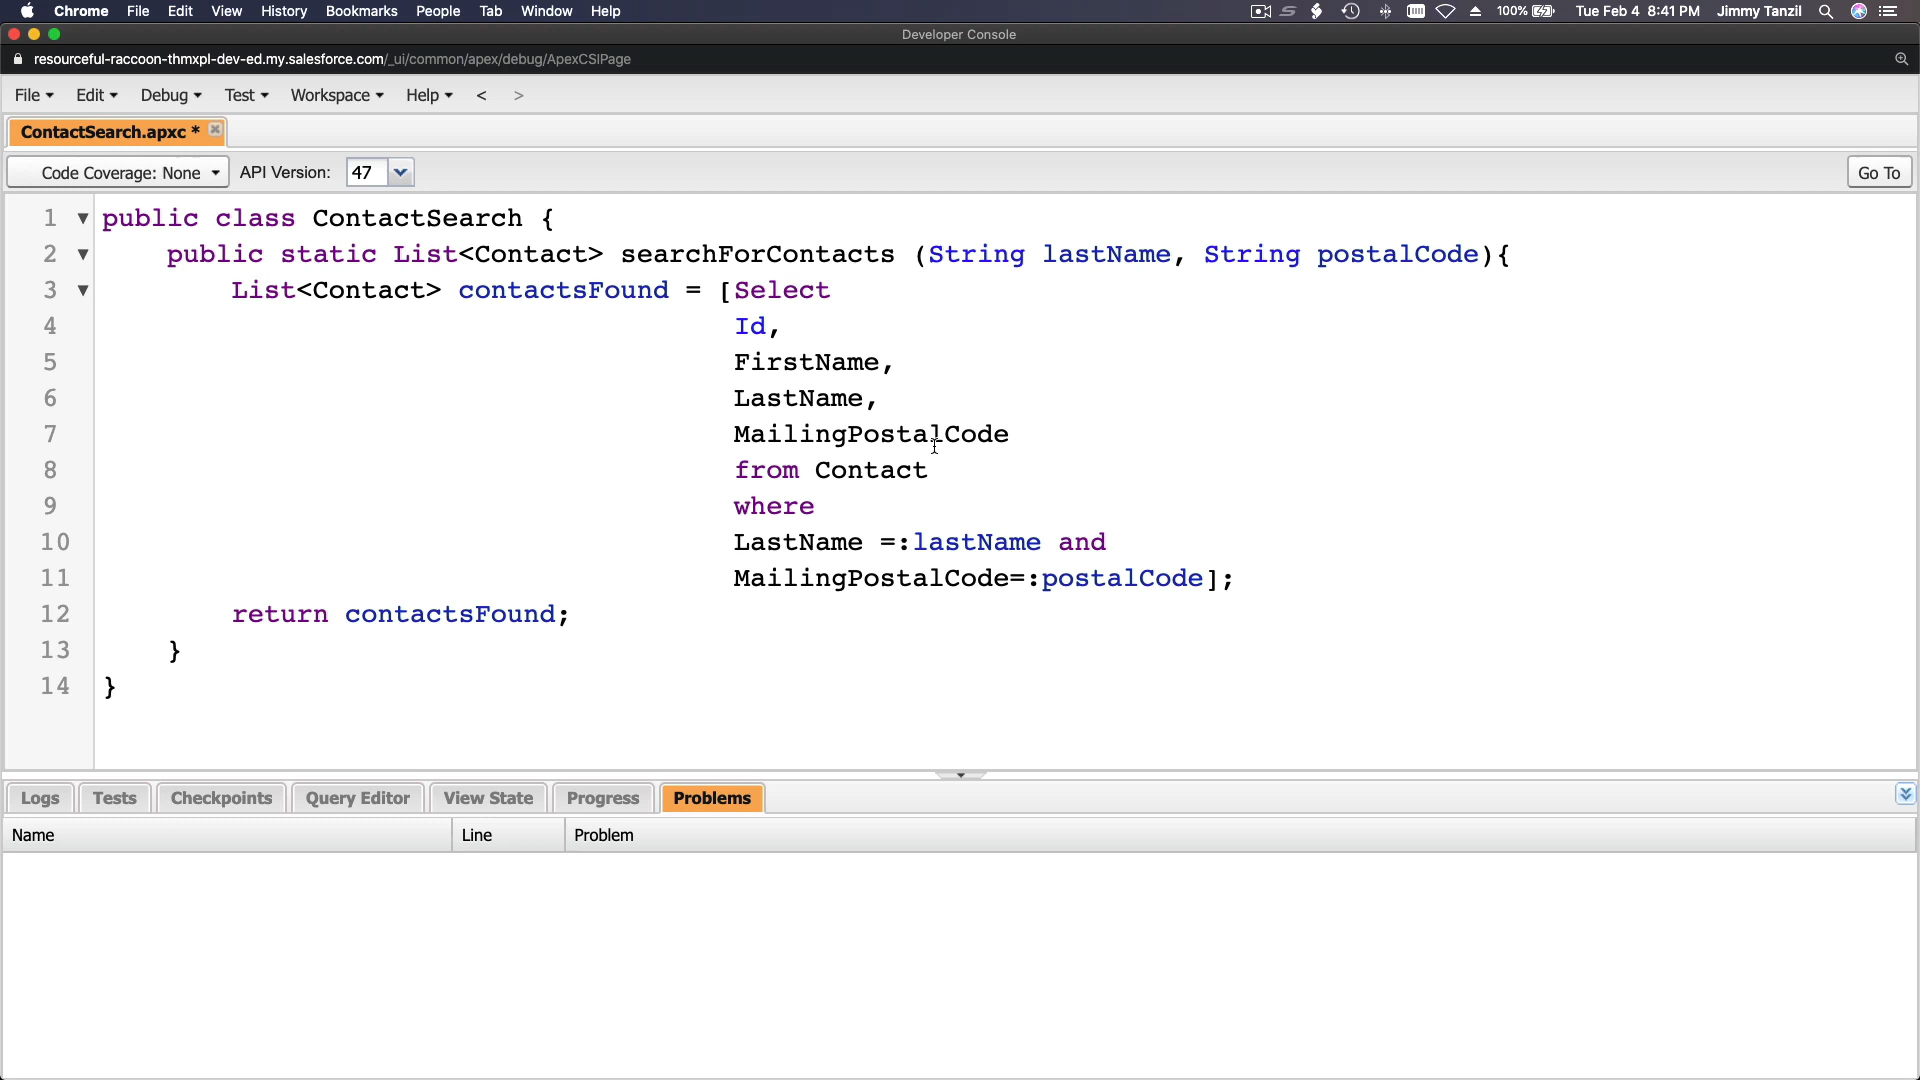 Chrome File Edit View History Bookmarks People Tab Window Help 100% Tue Feb 4 8:41 PM Jimmy Tanzil
Developer Console
resourceful-raccoon-thmxpl-dev-ed.my.salesforce.com/_ui/common/apex/debug/ApexCSIPage
File Edit Debug Test Workspace Help < >
ContactSearch.apxc *
Code Coverage: None API Version: 47 Go To
1 public class ContactSearch {
2 public static List<Contact> searchForContacts (String lastName, String postalCode){
3 List<Contact> contactsFound = [Select
4 Id,
5 FirstName,
6 LastName,
7 MailingPostalCode
8 from Contact
9 where
10 LastName =:lastName and
11 MailingPostalCode=:postalCode];
12 return contactsFound;
13 }
14 }
Logs Tests Checkpoints Query Editor View State Progress Problems
Name Line Problem